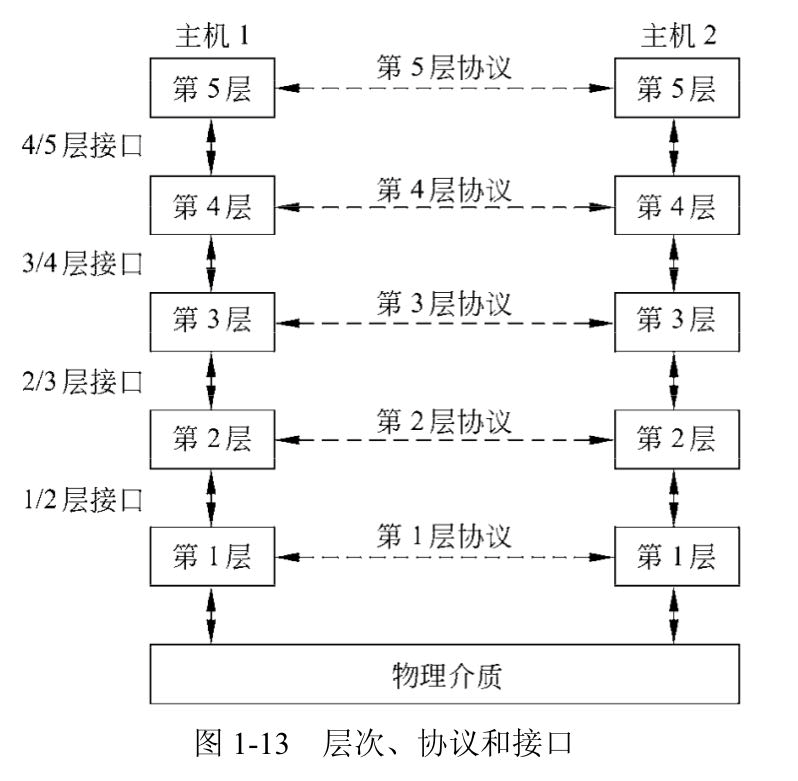 主机 1 主机 2
第 5 层 第 5 层协议 第 5 层
4/5 层接口
第 4 层 第 4 层协议 第 4 层
3/4 层接口
第 3 层 第 3 层协议 第 3 层
2/3 层接口
第 2 层 第 2 层协议 第 2 层
1/2 层接口
第 1 层 第 1 层协议 第 1 层
物理介质
图 1-13 层次、协议和接口